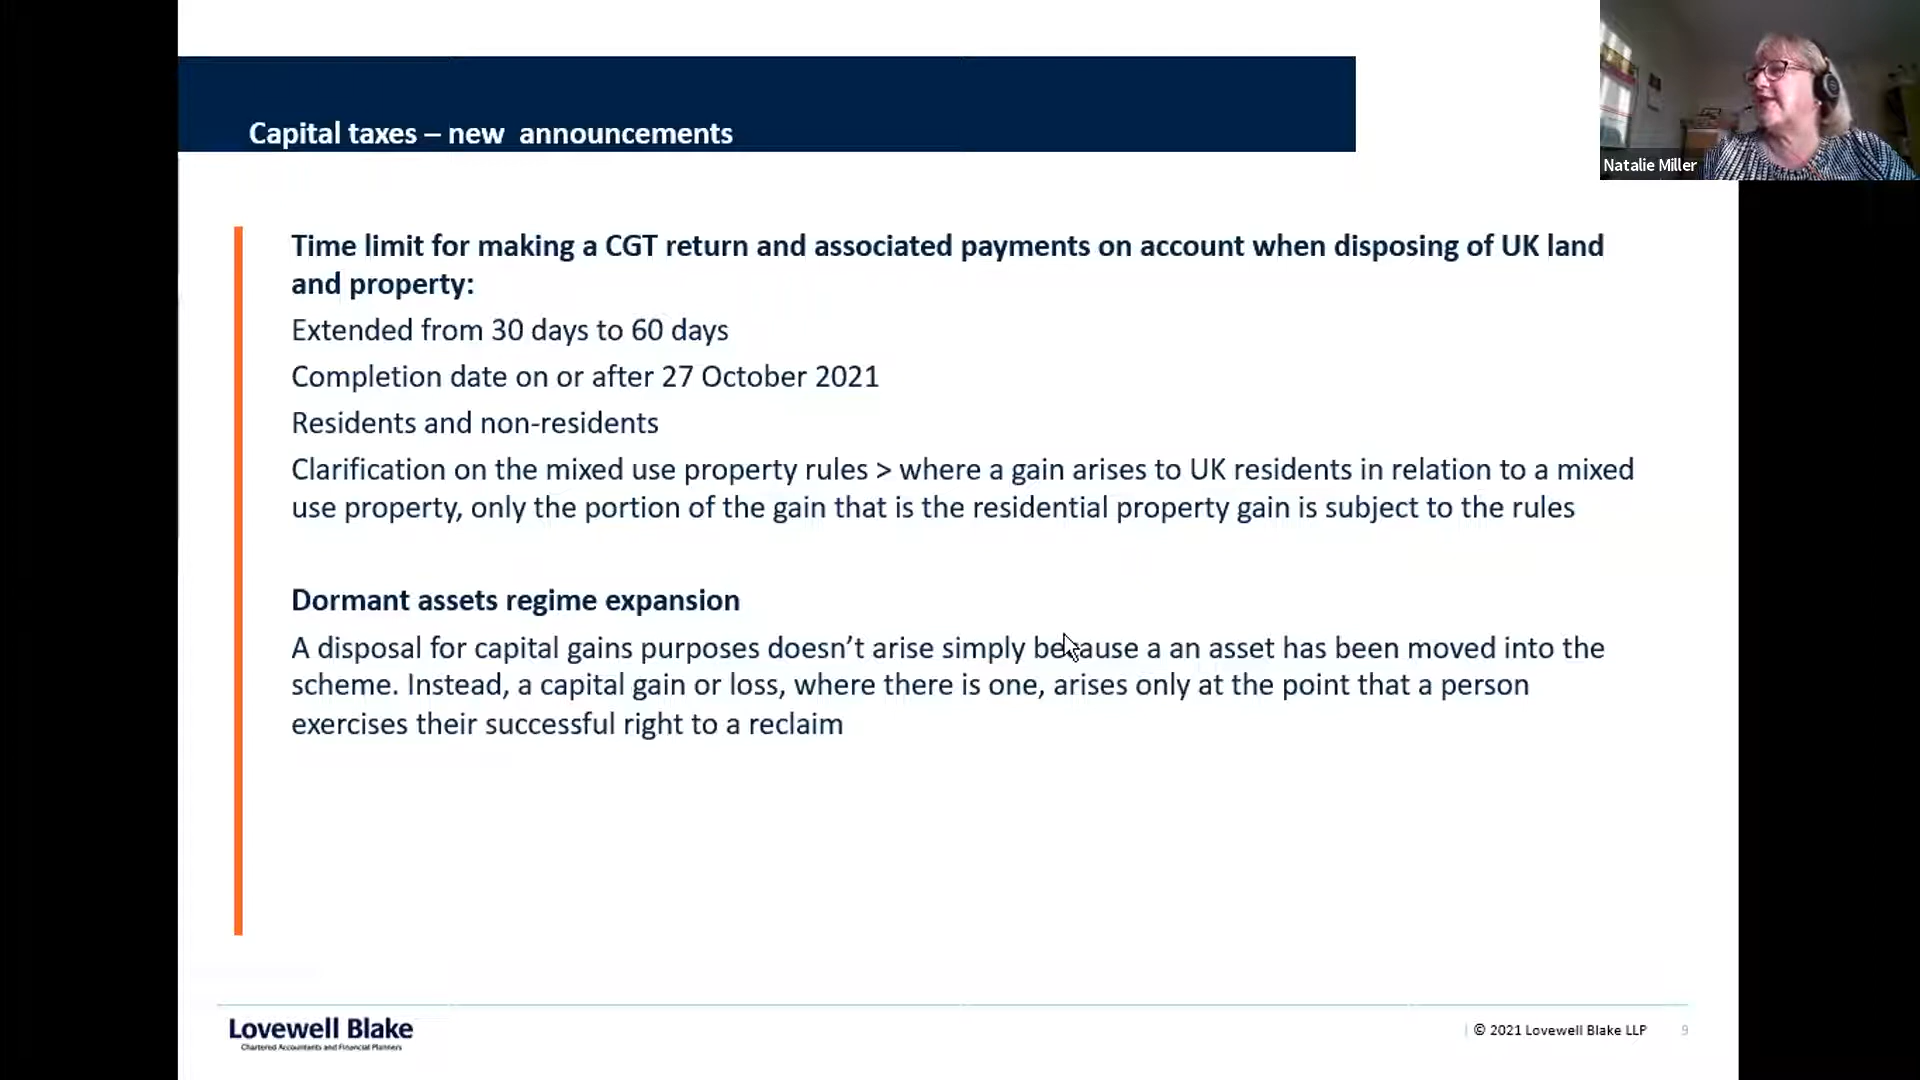 Capital taxes – new  announcements
Natalie Miller
Time limit for making a CGT return and associated payments on account when disposing of UK land
and property:
Extended from 30 days to 60 days
Completion date on or after 27 October 2021
Residents and non-residents
Clarification on the mixed use property rules > where a gain arises to UK residents in relation to a mixed
use property, only the portion of the gain that is the residential property gain is subject to the rules
Dormant assets regime expansion
A disposal for capital gains purposes doesn’t arise simply because a an asset has been moved into the
scheme. Instead, a capital gain or loss, where there is one, arises only at the point that a person
exercises their successful right to a reclaim
Lovewell Blake
Chartered Accountants and Financial Planners
© 2021 Lovewell Blake LLP
9